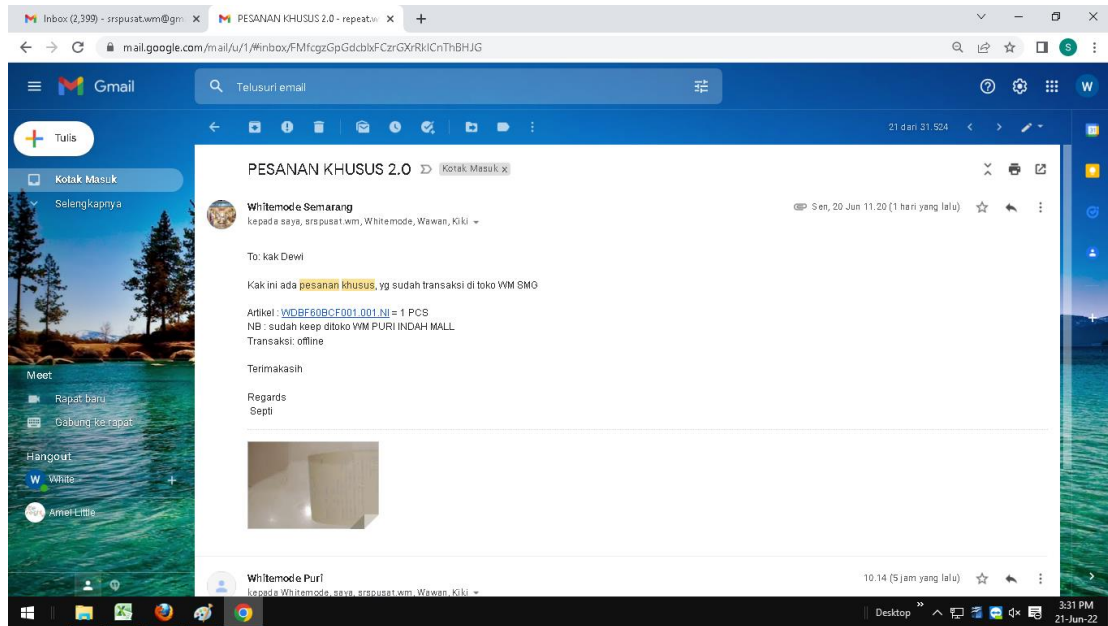 Inbox (2,399) - srspusat.wm@gm
PESANAN KHUSUS 2.0 - repeat.w
mail.google.com/mail/u/1/#inbox/FMfcgzGpGdcblxFCzrGXrRkICnThBHJG
S
Gmail
Telusuri email
W
Tulis
21 dari 31.524
PESANAN KHUSUS 2.0
Kotak Masuk x
Kotak Masuk
Selengkapnya
Whitemode Semarang
Sen, 20 Jun 11.20 (1 hari yang lalu)
kepada saya, srspusat.wm, Whitemode, Wawan, Kiki
To: kak Dewi
Kak ini ada pesanan khusus, yg sudah transaksi di toko WM SMG
Artikel : WDBF60BCF001.001.NI = 1 PCS
NB : sudah keep ditoko WM PURI INDAH MALL
Transaksi: offline
Terimakasih
Regards
Septi
Meet
Rapat baru
Gabung ke rapat
Hangout
W White
Amel Little
Whitemode Puri
10.14 (5 jam yang lalu)
kepada Whitemode, saya, srspusat.wm, Wawan, Kiki
Desktop
3:31 PM
21-Jun-22